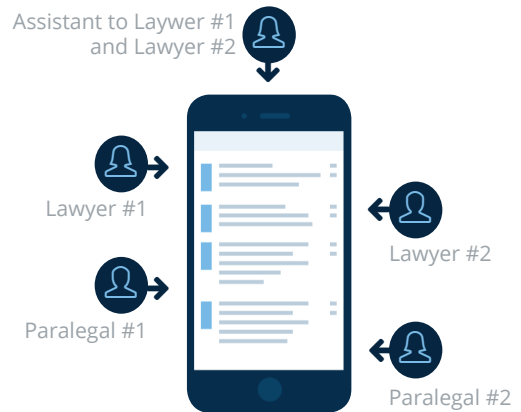 Assistant to Laywer #1
and Lawyer #2
Lawyer #1
Lawyer #2
Paralegal #1
Paralegal #2